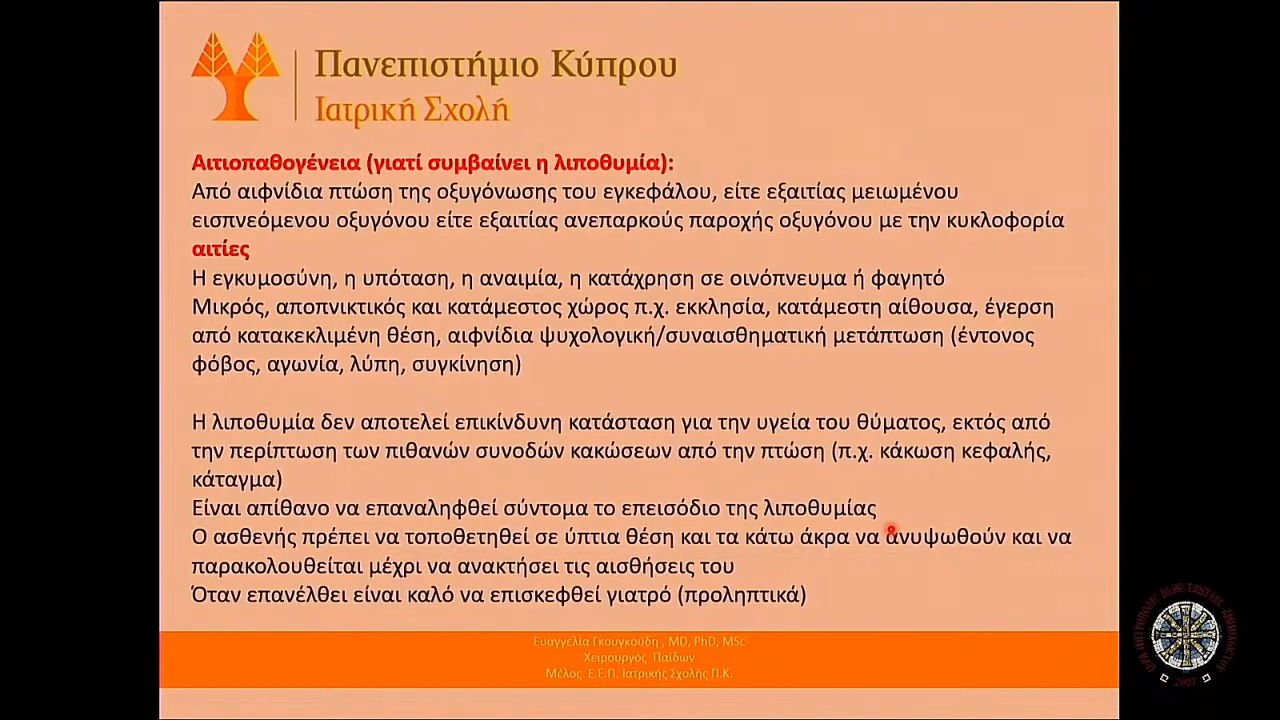 Πανεπιστήμιο Κύπρου
Ιατρική Σχολή
Αιτιοπαθογένεια (γιατί συμβαίνει η λιποθυμία):
Από αιφνίδια πτώση της οξυγόνωσης του εγκεφάλου, είτε εξαιτίας μειωμένου
εισπνεόμενου οξυγόνου είτε εξαιτίας ανεπαρκούς παροχής οξυγόνου με την κυκλοφορία
αιτίες
Η εγκυμοσύνη, η υπόταση, η αναιμία, η κατάχρηση σε οινόπνευμα ή φαγητό
Μικρός, αποπνικτικός και κατάμεστος χώρος π.χ. εκκλησία, κατάμεστη αίθουσα, έγερση
από κατακεκλιμένη θέση, αιφνίδια ψυχολογική/συναισθηματική μετάπτωση (έντονος
φόβος, αγωνία, λύπη, συγκίνηση)
Η λιποθυμία δεν αποτελεί επικίνδυνη κατάσταση για την υγεία του θύματος, εκτός από
την περίπτωση των πιθανών συνοδών κακώσεων από την πτώση (π.χ. κάκωση κεφαλής,
κάταγμα)
Είναι απίθανο να επαναληφθεί σύντομα το επεισόδιο της λιποθυμίας
Ο ασθενής πρέπει να τοποθετηθεί σε ύπτια θέση και τα κάτω άκρα να ανυψωθούν και να
παρακολουθείται μέχρι να ανακτήσει τις αισθήσεις του
Όταν επανέλθει είναι καλό να επισκεφθεί γιατρό (προληπτικά)
Ευαγγελία Γκουγκούδη , MD, PhD, MSc
Χειρουργός Παίδων
Μέλος Ε.Ε.Π. Ιατρικής Σχολής Π.Κ.